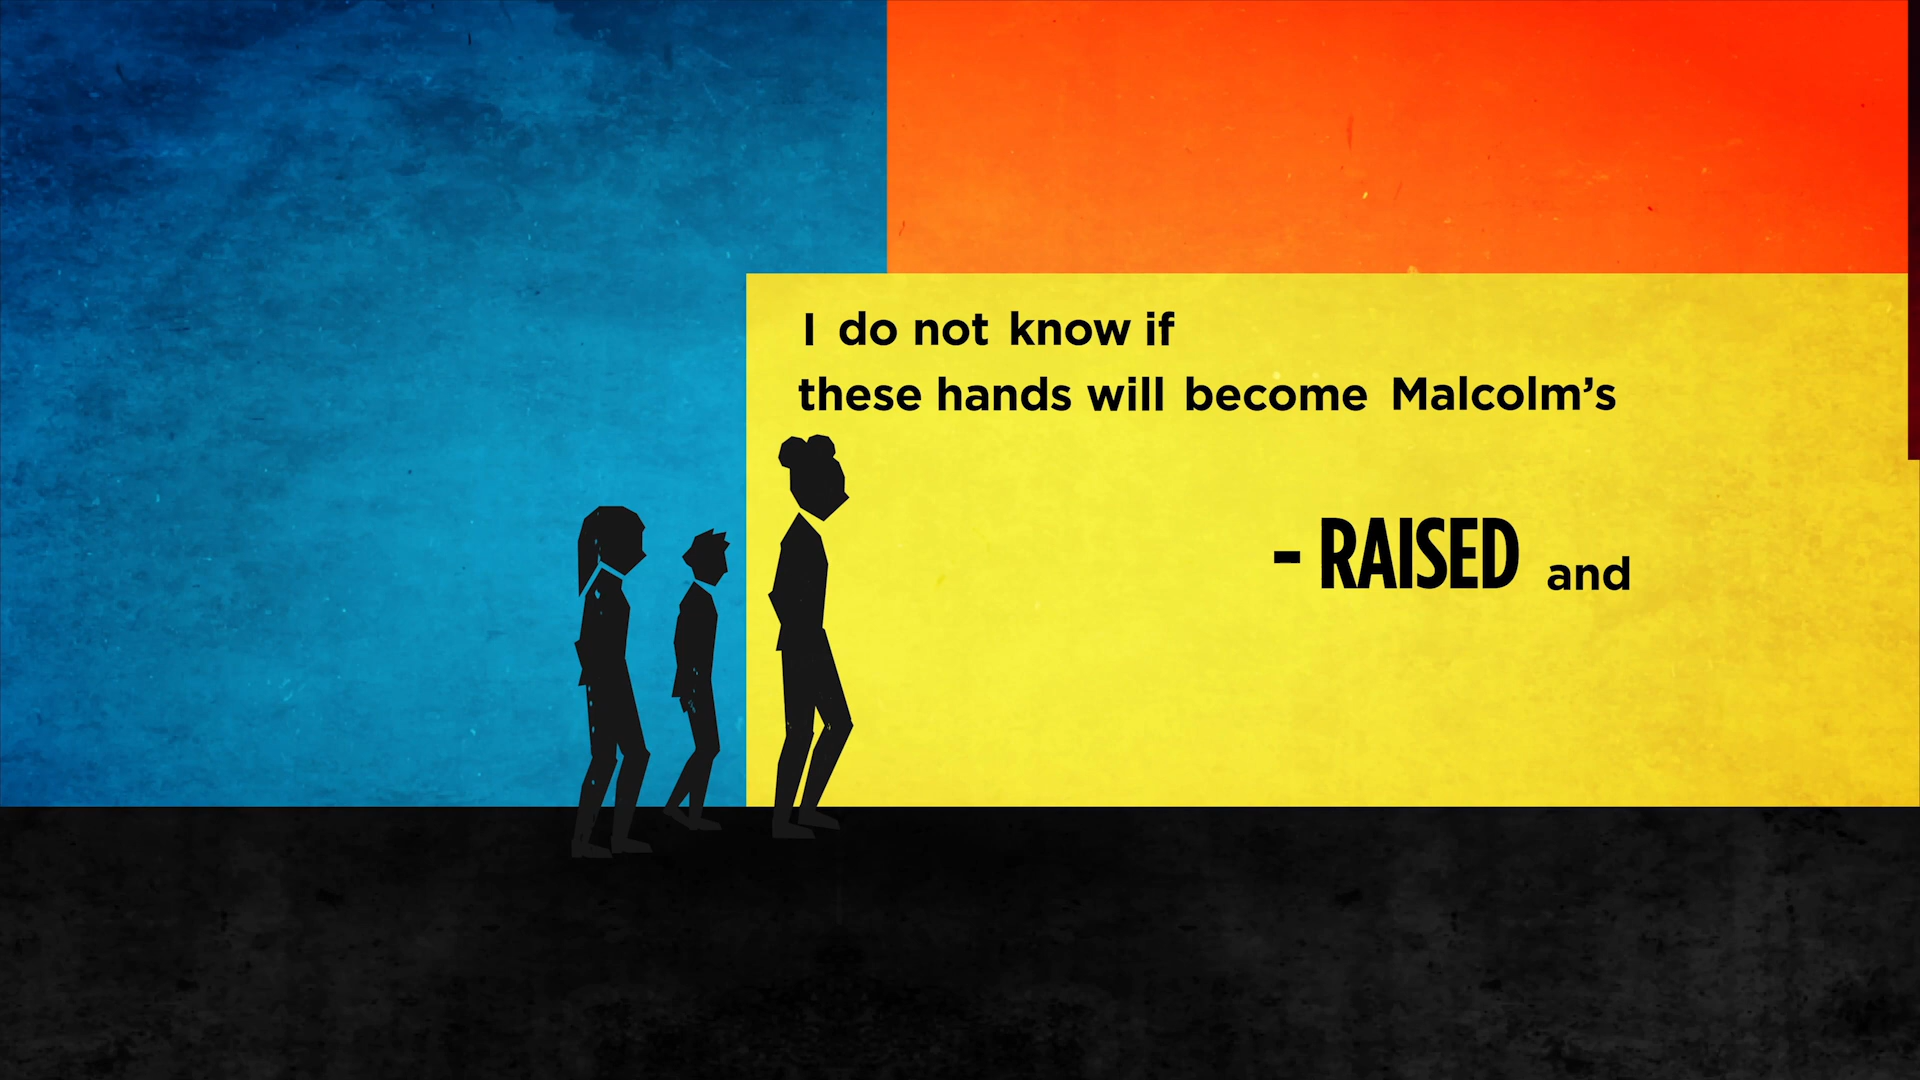 I do not know if
these hands will become Malcolm’s
- RAISED and